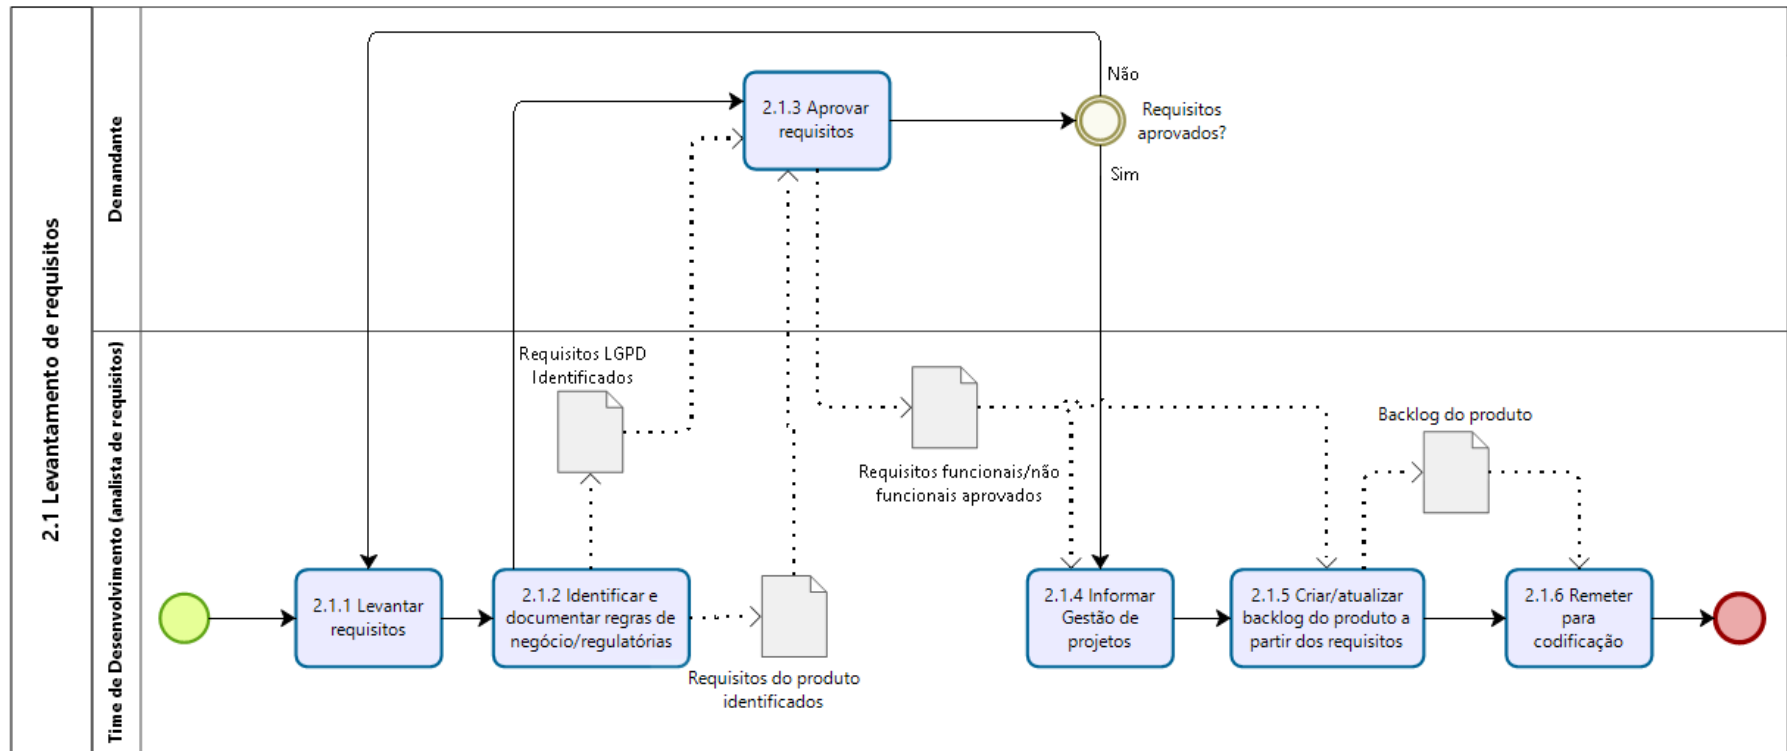 2.1 Levantamento de requisitos
Demandante
2.1.3 Aprovar
requisitos
Não
Requisitos
aprovados?
Sim
Time de Desenvolvimento (analista de requisitos)
Requisitos LGPD
Identificados
Requisitos funcionais/não
funcionais aprovados
Backlog do produto
2.1.1 Levantar
requisitos
2.1.2 Identificar e
documentar regras de
negócio/regulatórias
Requisitos do produto
identificados
2.1.4 Informar
Gestão de
projetos
2.1.5 Criar/atualizar
backlog do produto a
partir dos requisitos
2.1.6 Remeter
para
codificação